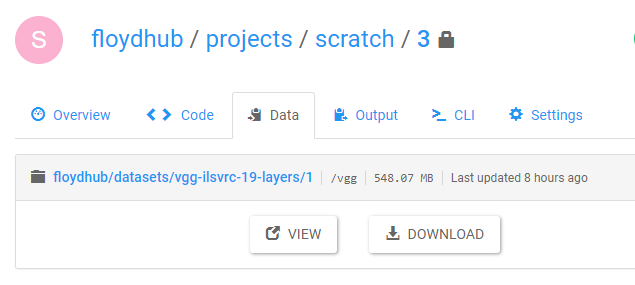 S floydhub / projects / scratch / 3
Overview Code Data Output CLI Settings
floydhub/datasets/vgg-ilsvrc-19-layers/1 /vgg 548.07 MB Last updated 8 hours ago
VIEW DOWNLOAD